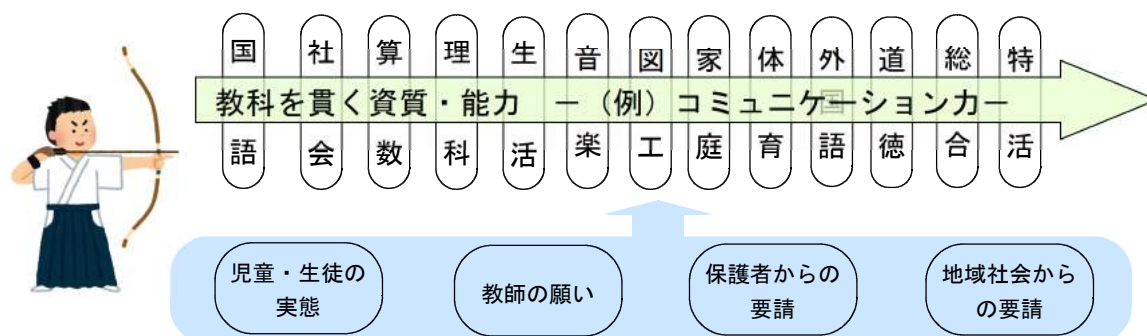 国語
社会
算数
理科
生活
音楽
図工
家庭
体育
外国語
道徳
総合
特活
教科を貫く資質・能力　－（例）コミュニケーション力－
児童・生徒の
実態
教師の願い
保護者からの
要請
地域社会から
の要請